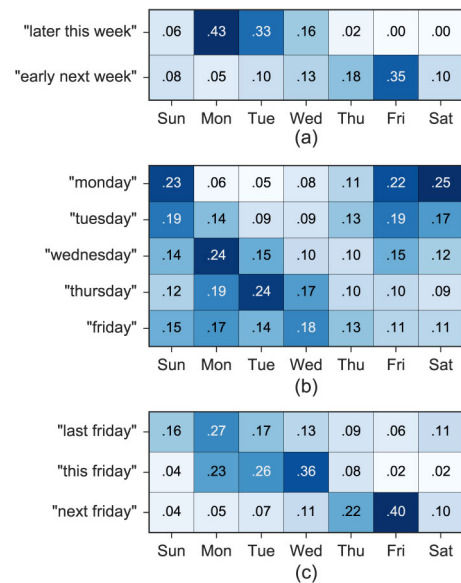 "later this week" .06 .43 .33 .16 .02 .00 .00
"early next week" .08 .05 .10 .13 .18 .35 .10
Sun Mon Tue Wed Thu Fri Sat
(a)
"monday" .23 .06 .05 .08 .11 .22 .25
"tuesday" .19 .14 .09 .09 .13 .19 .17
"wednesday" .14 .24 .15 .10 .10 .15 .12
"thursday" .12 .19 .24 .17 .10 .10 .09
"friday" .15 .17 .14 .18 .13 .11 .11
Sun Mon Tue Wed Thu Fri Sat
(b)
"last friday" .16 .27 .17 .13 .09 .06 .11
"this friday" .04 .23 .26 .36 .08 .02 .02
"next friday" .04 .05 .07 .11 .22 .40 .10
Sun Mon Tue Wed Thu Fri Sat
(c)